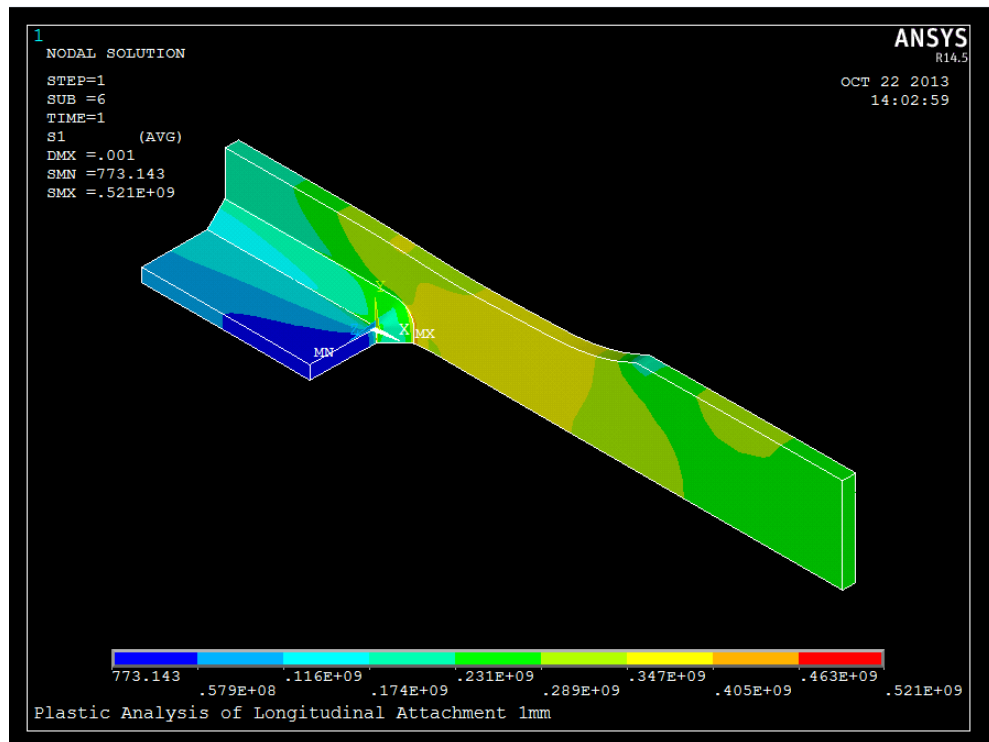 1
ANSYS
R14.5
NODAL SOLUTION
STEP=1
SUB =6
TIME=1
S1 (AVG)
DMX =.001
SMN =773.143
SMX =.521E+09
OCT 22 2013
14:02:59
Y
X
MX
MN
773.143 .116E+09 .231E+09 .347E+09 .463E+09
.579E+08 .174E+09 .289E+09 .405E+09 .521E+09
Plastic Analysis of Longitudinal Attachment 1mm